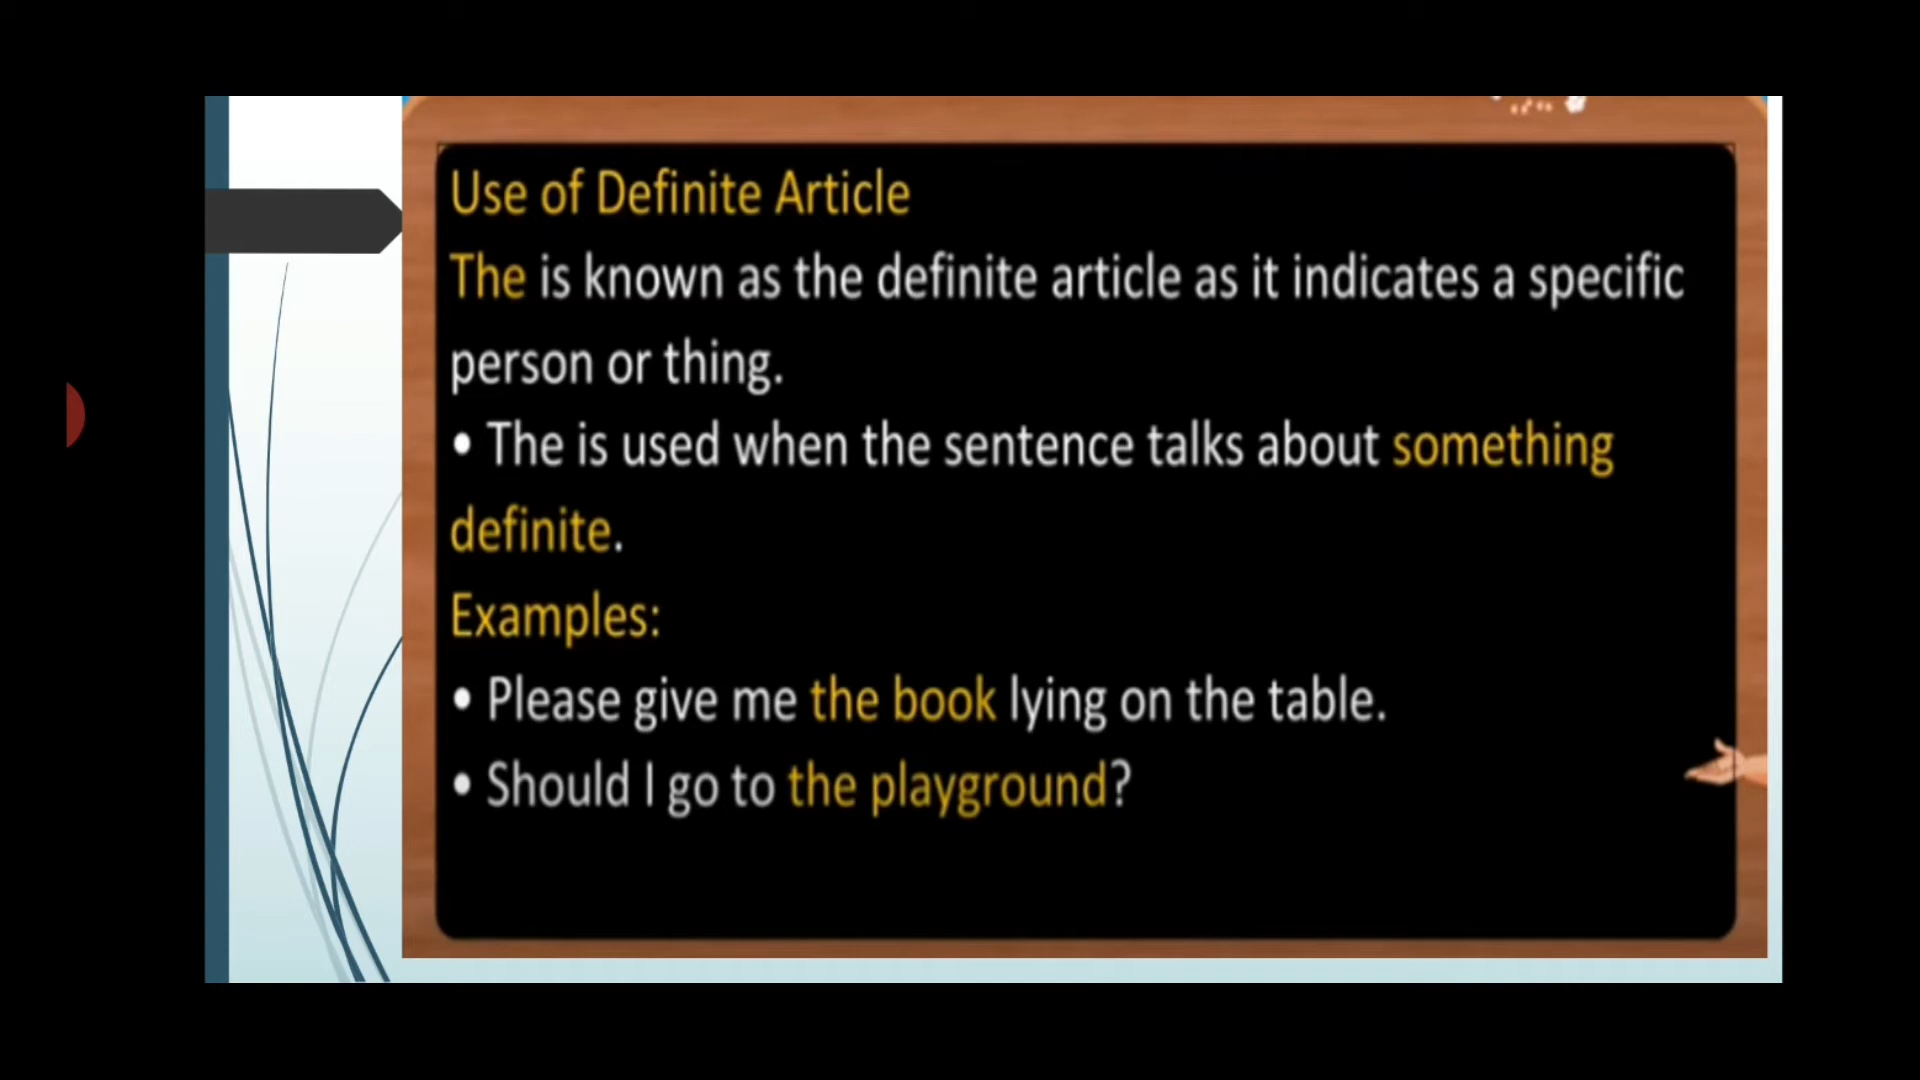 Use of Definite Article
The is known as the definite article as it indicates a specific
person or thing.
• The is used when the sentence talks about something
definite.
Examples:
• Please give me the book lying on the table.
• Should I go to the playground?